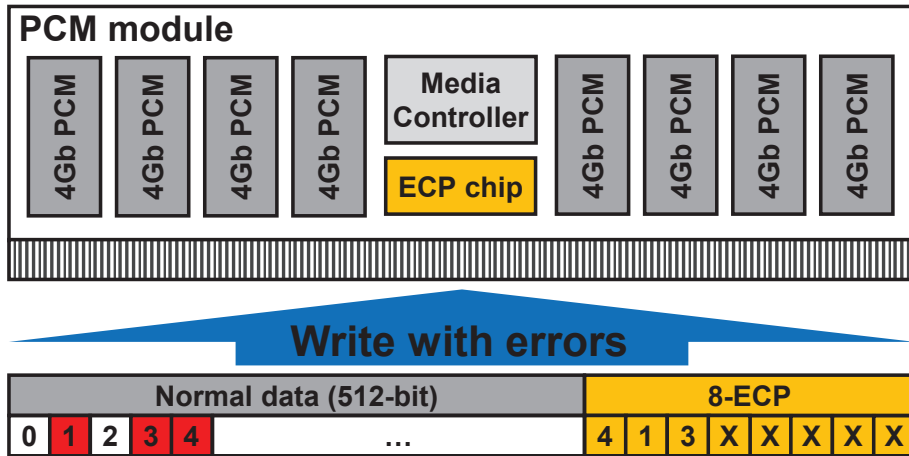 PCM module
4Gb PCM
4Gb PCM
4Gb PCM
4Gb PCM
Media
Controller
ECP chip
4Gb PCM
4Gb PCM
4Gb PCM
4Gb PCM
Write with errors
Normal data (512-bit) 8-ECP
0 1 2 3 4 ... 4 1 3 X X X X X